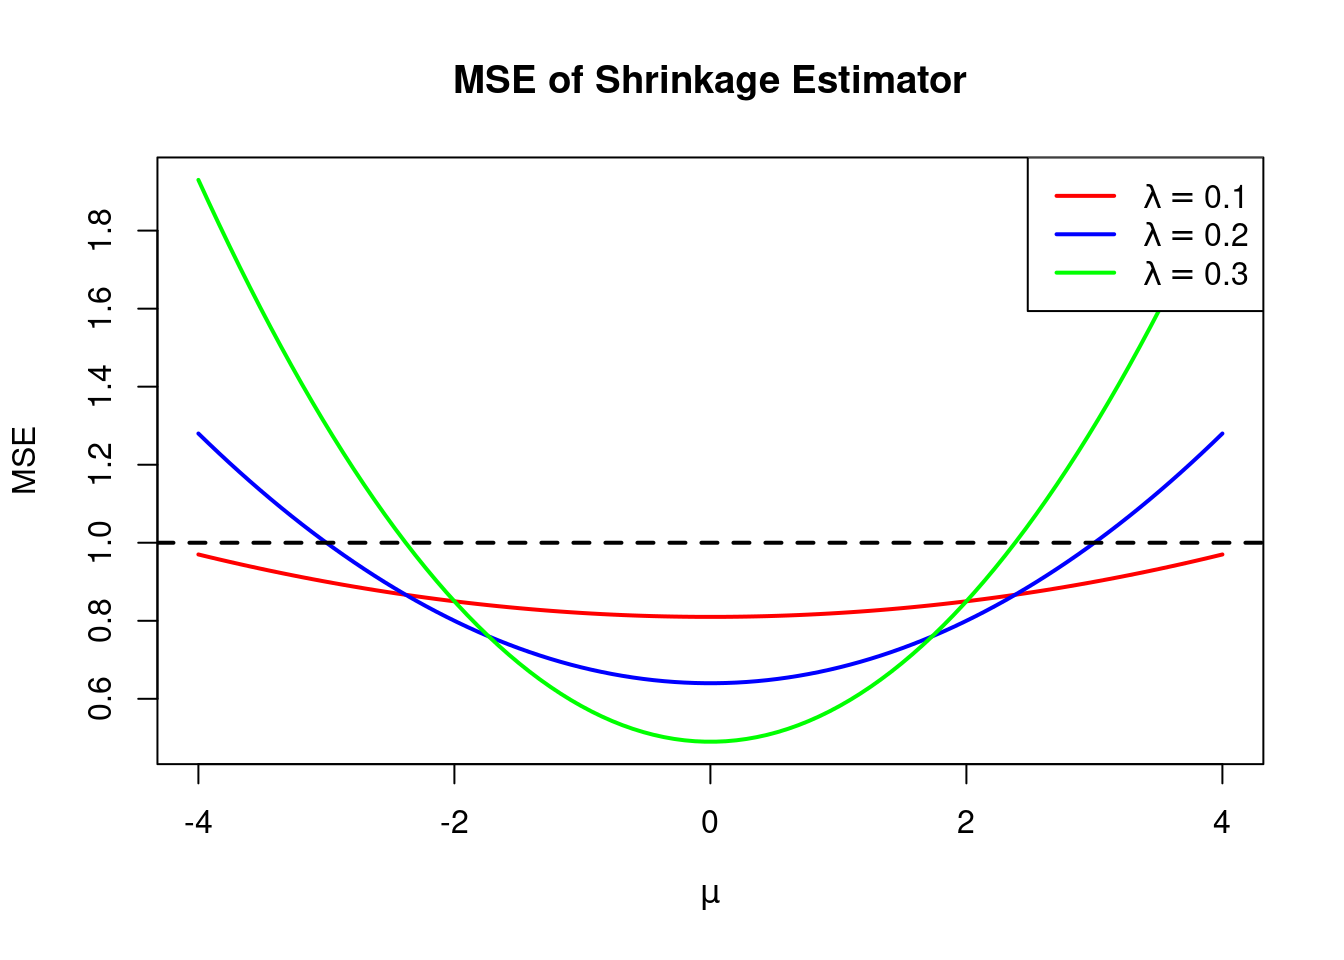 MSE of Shrinkage Estimator
λ = 0.1
λ = 0.2
λ = 0.3
MSE
1.8
1.6
1.4
1.2
1.0
0.8
0.6
-4
-2
0
2
4
μ